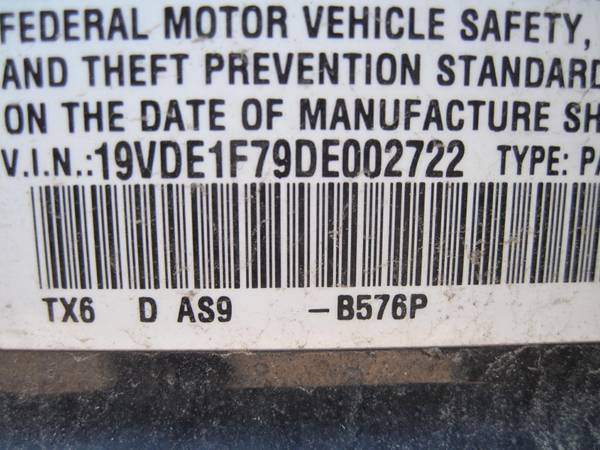 FEDERAL MOTOR VEHICLE SAFETY,
AND THEFT PREVENTION STANDARD
ON THE DATE OF MANUFACTURE SH
V.I.N.:19VDE1F79DE002722 TYPE: PA
TX6 D AS9 –B576P